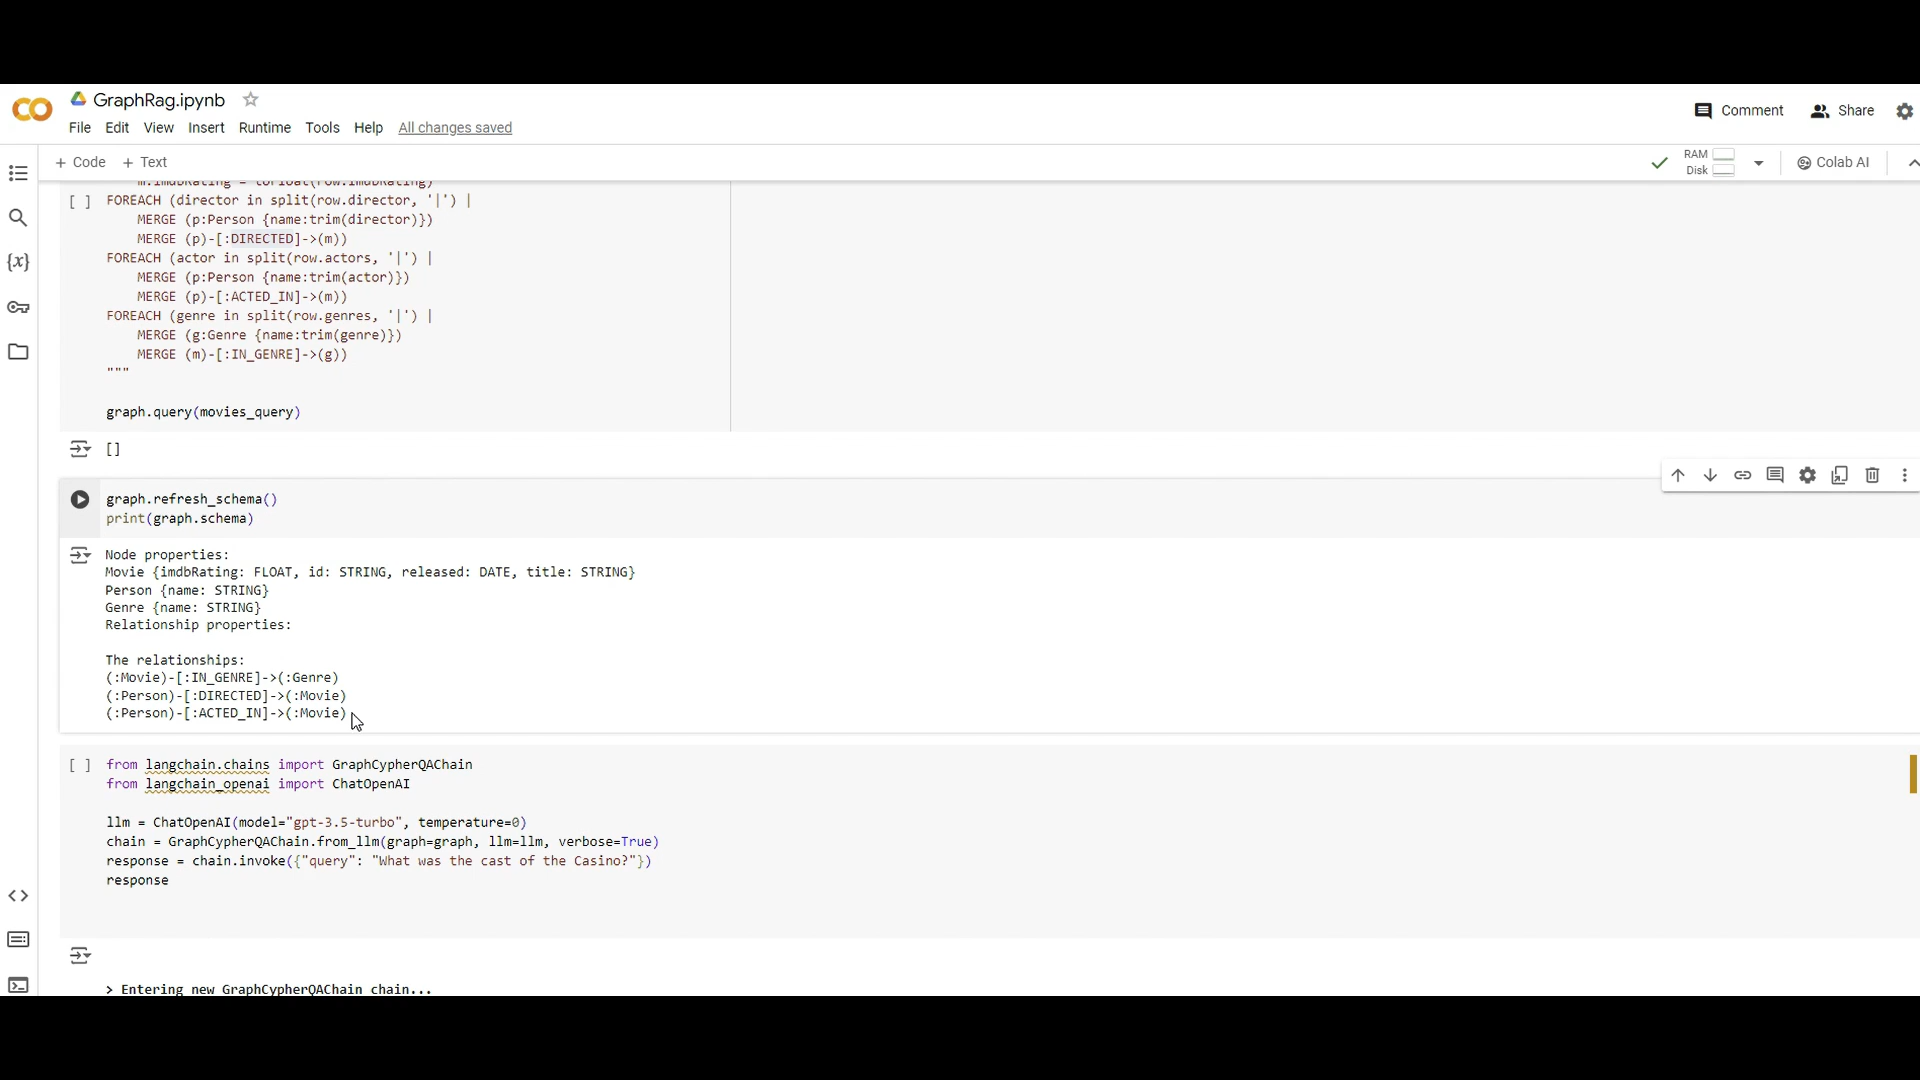 GraphRag.ipynb
File Edit View Insert Runtime Tools Help All changes saved
Comment Share
+ Code + Text
RAM
Disk
Colab AI
m.imdbRating = toFloat(row.imdbRating)
[ ] FOREACH (director in split(row.director, '|') |
MERGE (p:Person {name:trim(director)})
MERGE (p)-[:DIRECTED]->(m))
FOREACH (actor in split(row.actors, '|') |
MERGE (p:Person {name:trim(actor)})
MERGE (p)-[:ACTED_IN]->(m))
FOREACH (genre in split(row.genres, '|') |
MERGE (g:Genre {name:trim(genre)})
MERGE (m)-[:IN_GENRE]->(g))
"""
graph.query(movies_query)
[]
graph.refresh_schema()
print(graph.schema)
Node properties:
Movie {imdbRating: FLOAT, id: STRING, released: DATE, title: STRING}
Person {name: STRING}
Genre {name: STRING}
Relationship properties:
The relationships:
(:Movie)-[:IN_GENRE]->(:Genre)
(:Person)-[:DIRECTED]->(:Movie)
(:Person)-[:ACTED_IN]->(:Movie)
[ ] from langchain.chains import GraphCypherQAChain
from langchain_openai import ChatOpenAI
llm = ChatOpenAI(model="gpt-3.5-turbo", temperature=0)
chain = GraphCypherQAChain.from_llm(graph=graph, llm=llm, verbose=True)
response = chain.invoke({"query": "What was the cast of the Casino?"})
response
> Entering new GraphCypherQAChain chain...